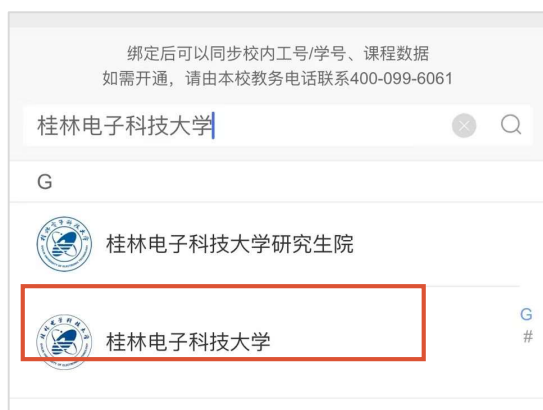 绑定后可以同步校内工号/学号、课程数据
如需开通，请由本校教务电话联系400-099-6061
桂林电子科技大学
G
桂林电子科技大学研究生院
桂林电子科技大学
G
#